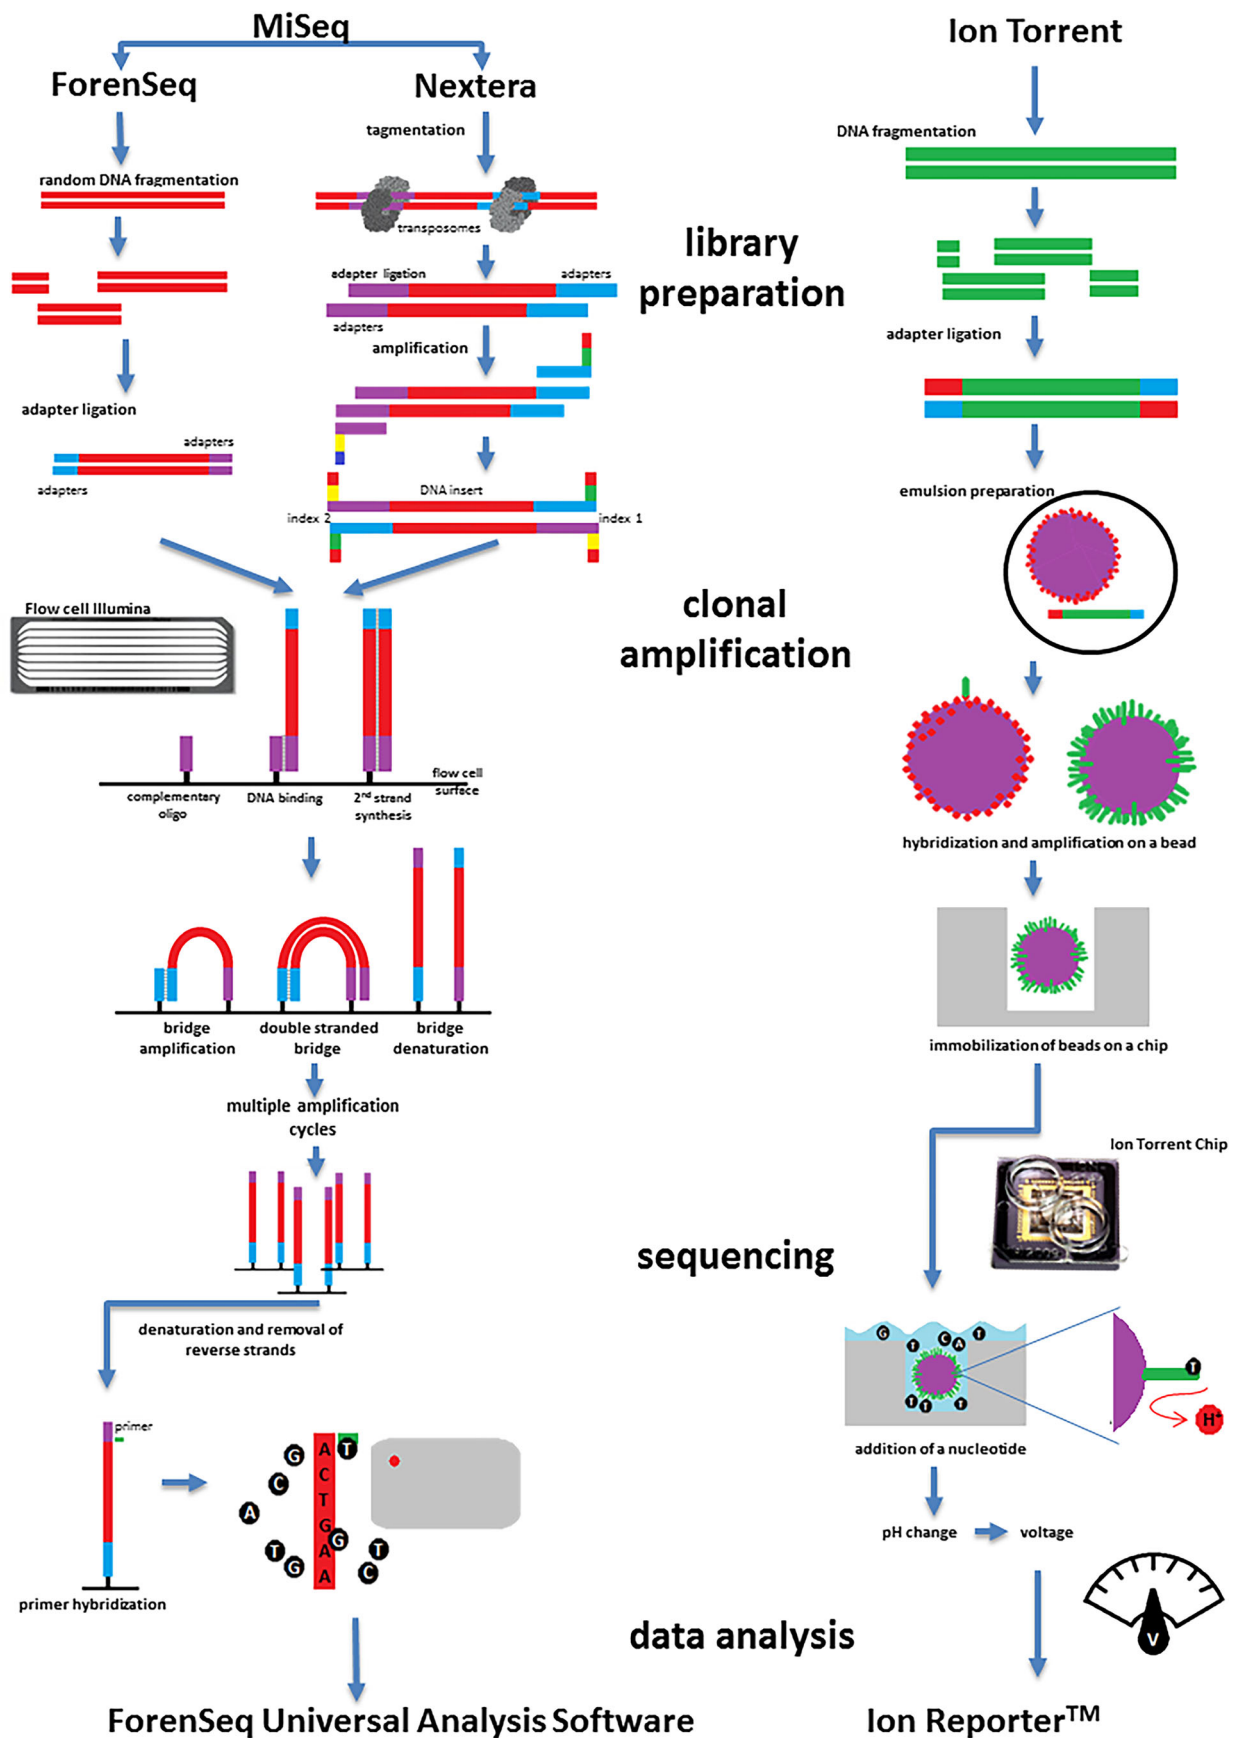 MiSeq
ForenSeq
Nextera
tagmentation
random DNA fragmentation
transposomes
adapter ligation
adapters
adapters
amplification
adapter ligation
adapters
adapters
DNA insert
index 2
index 1
Flow cell Illumina
complementary
oligo
DNA binding
2nd strand
synthesis
flow cell
surface
bridge
amplification
double stranded
bridge
bridge
denaturation
multiple amplification
cycles
denaturation and removal of
reverse strands
primer
primer hybridization
G
C
A
T
G
A
C
T
G
A
A
T
G
T
C
ForenSeq Universal Analysis Software
library
preparation
clonal
amplification
sequencing
data analysis
Ion Torrent
DNA fragmentation
adapter ligation
emulsion preparation
hybridization and amplification on a bead
immobilization of beads on a chip
Ion Torrent Chip
G
T
C
A
T
T
T
T
T
H+
addition of a nucleotide
pH change
voltage
V
Ion Reporter™